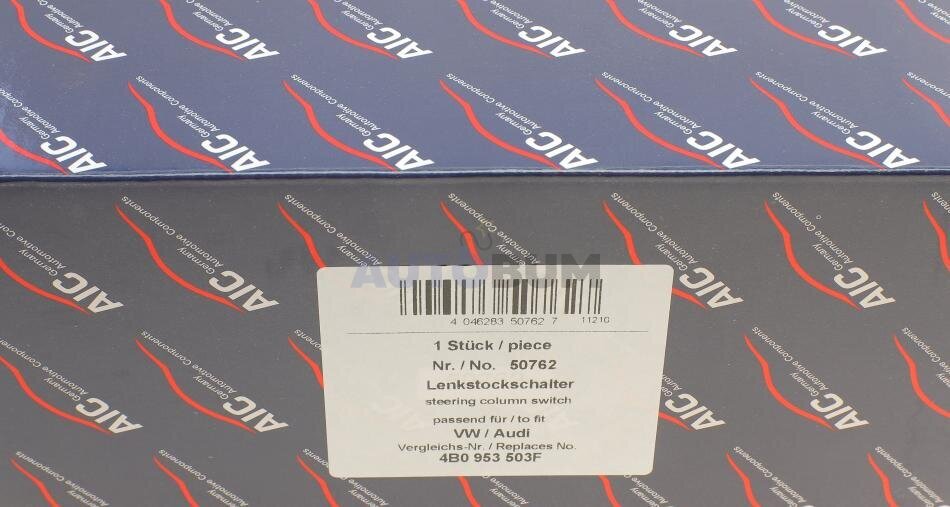 AIC Germany
Automotive Components
AUTOBUM
4 046283 50762 7 11210
1 Stück / piece
Nr. / No. 50762
Lenkstockschalter
steering column switch
passend für / to fit
VW / Audi
Vergleichs-Nr. / Replaces No.
4B0 953 503F